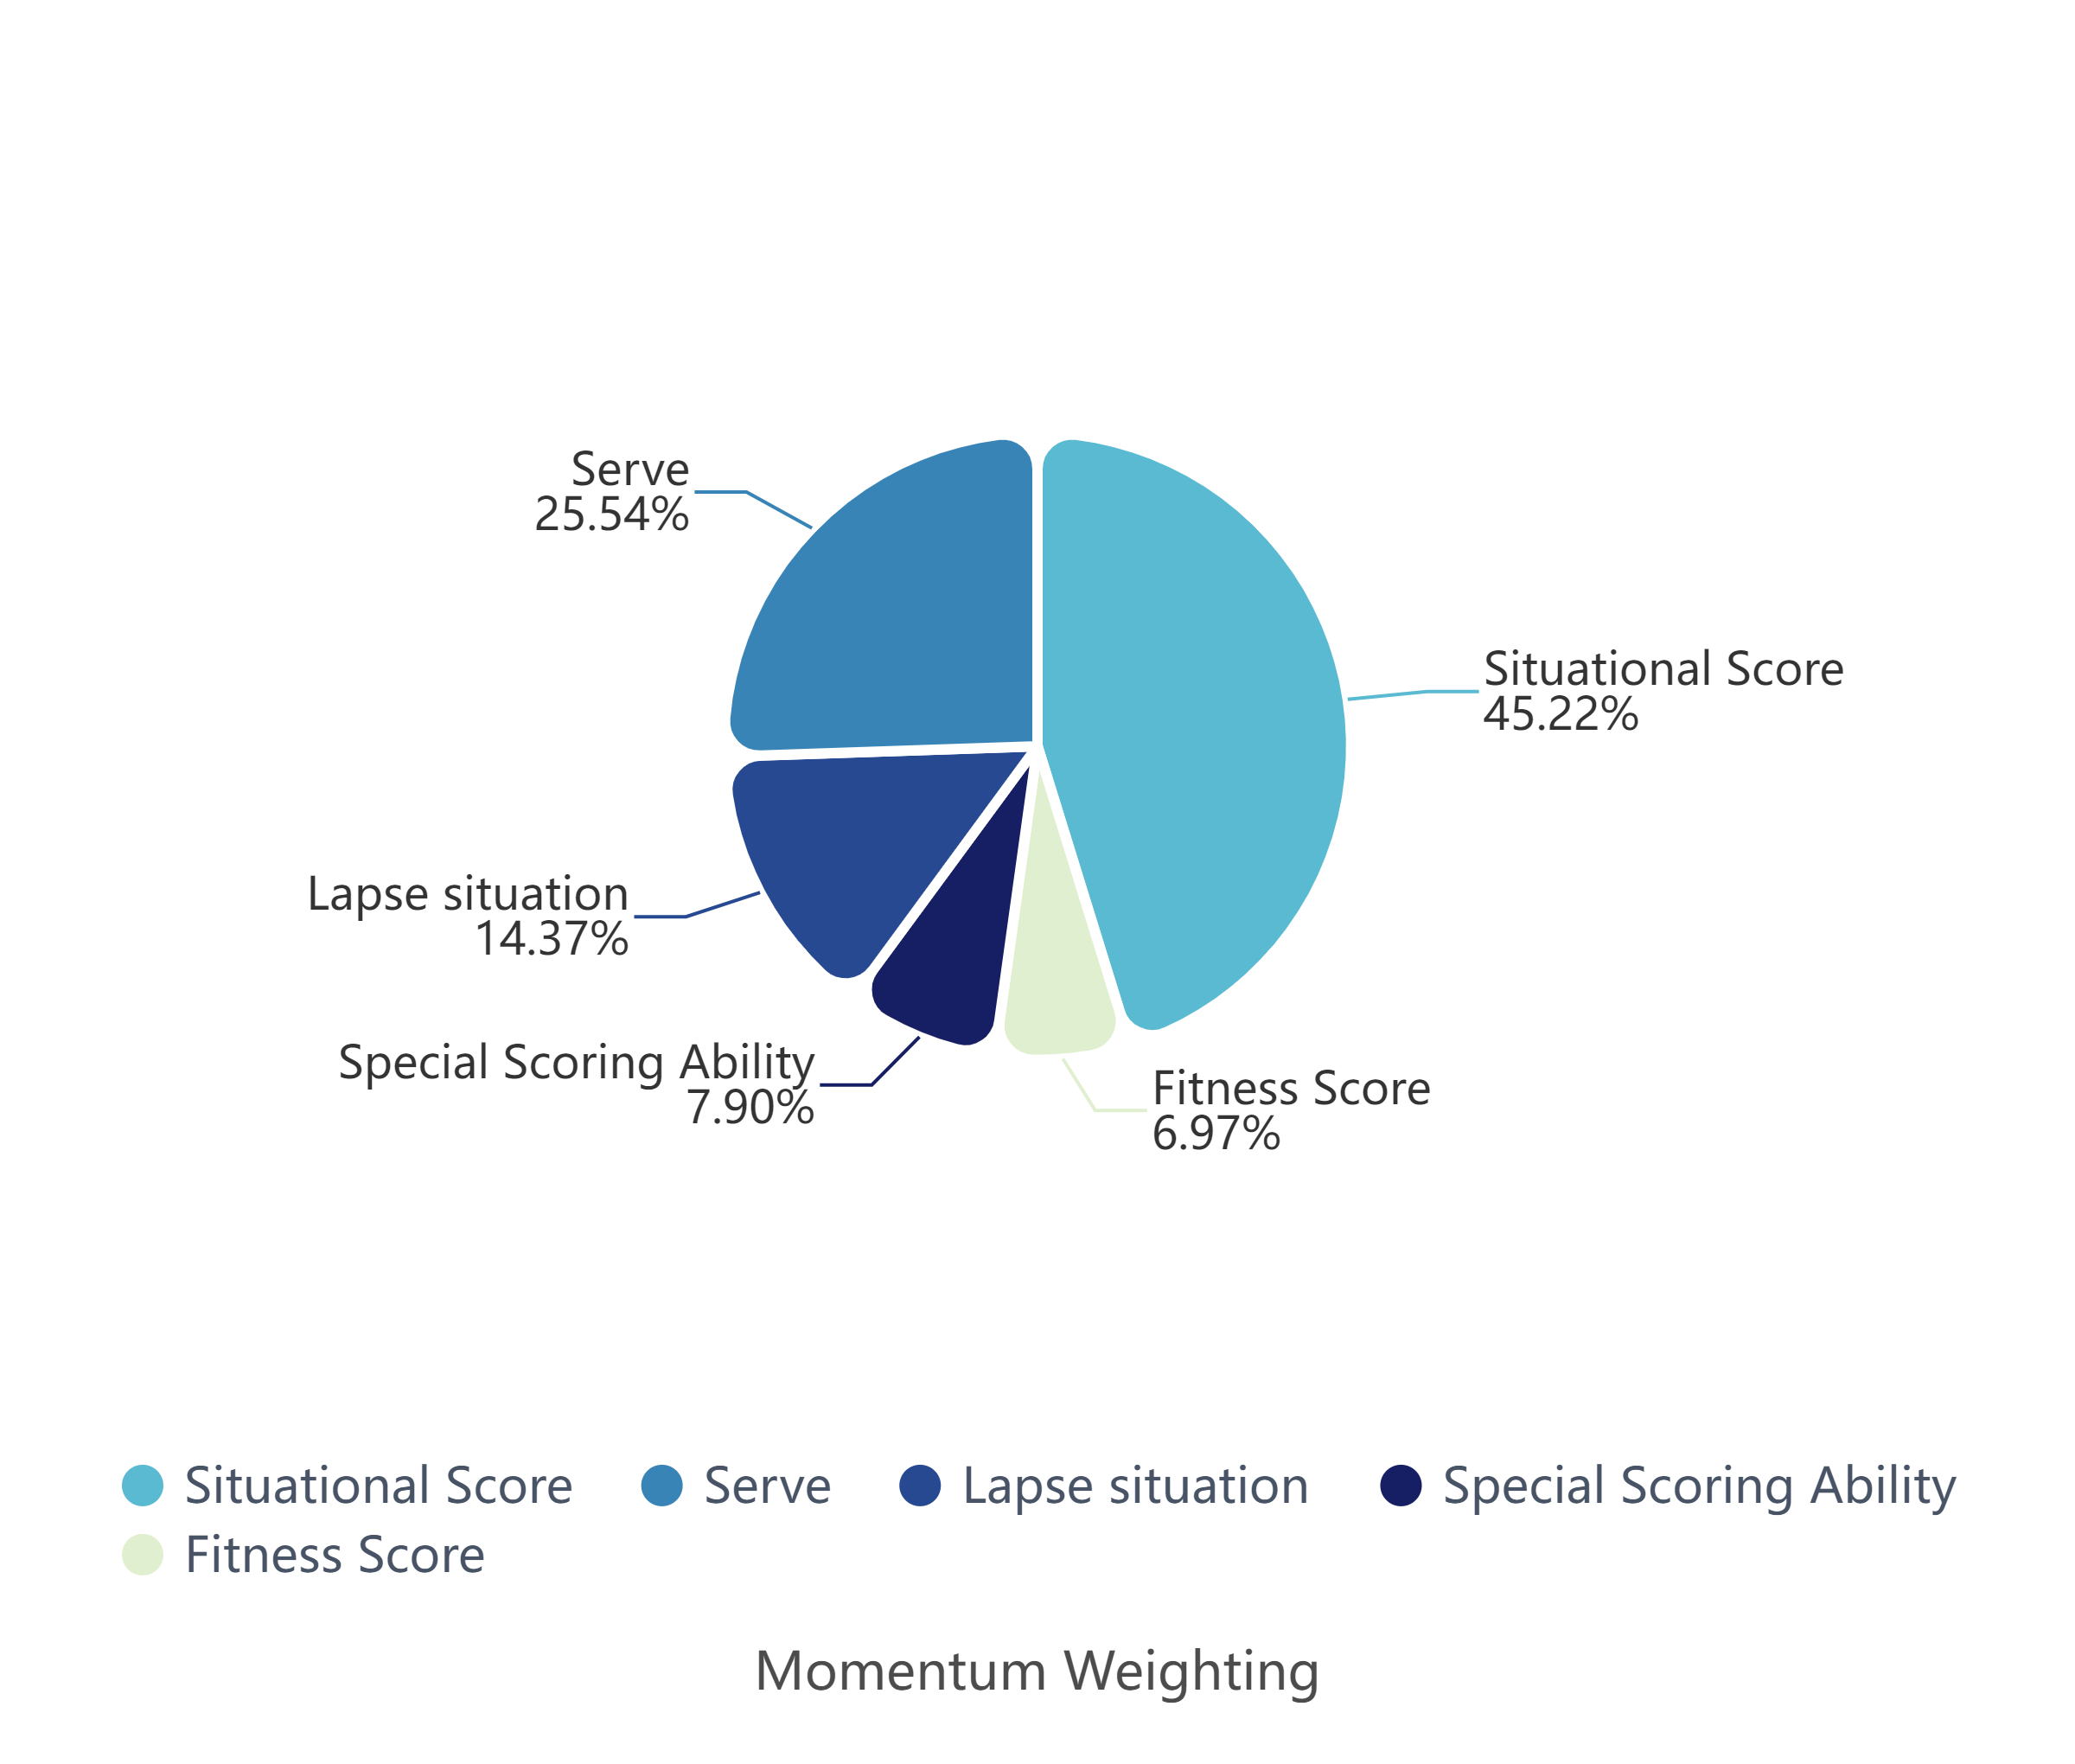 Serve
25.54%
Situational Score
45.22%
Lapse situation
14.37%
Special Scoring Ability
7.90%
Fitness Score
6.97%
Situational Score
Serve
Lapse situation
Special Scoring Ability
Fitness Score
Momentum Weighting